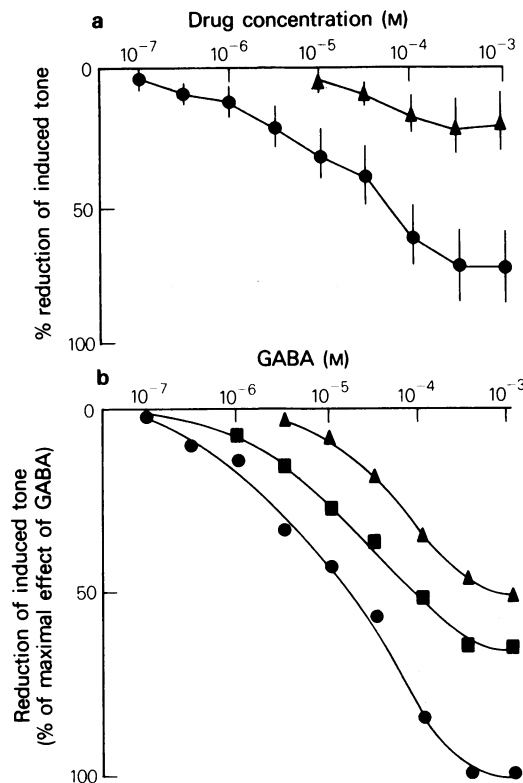 a
Drug concentration (M)
10⁻⁷ 10⁻⁶ 10⁻⁵ 10⁻⁴ 10⁻³
0
50
100
% reduction of induced tone
b
GABA (M)
10⁻⁷ 10⁻⁶ 10⁻⁵ 10⁻⁴ 10⁻³
0
50
100
Reduction of induced tone
(% of maximal effect of GABA)